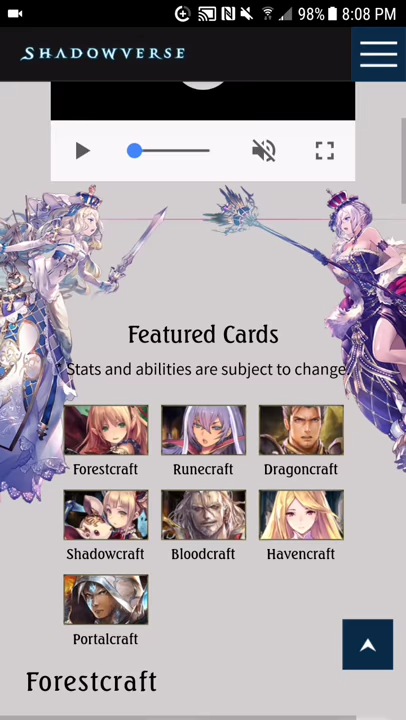 98% 8:08 PM
SHADOWVERSE
Featured Cards
* Stats and abilities are subject to change
Forestcraft Runecraft Dragoncraft
Shadowcraft Bloodcraft Havencraft
Portalcraft
Forestcraft